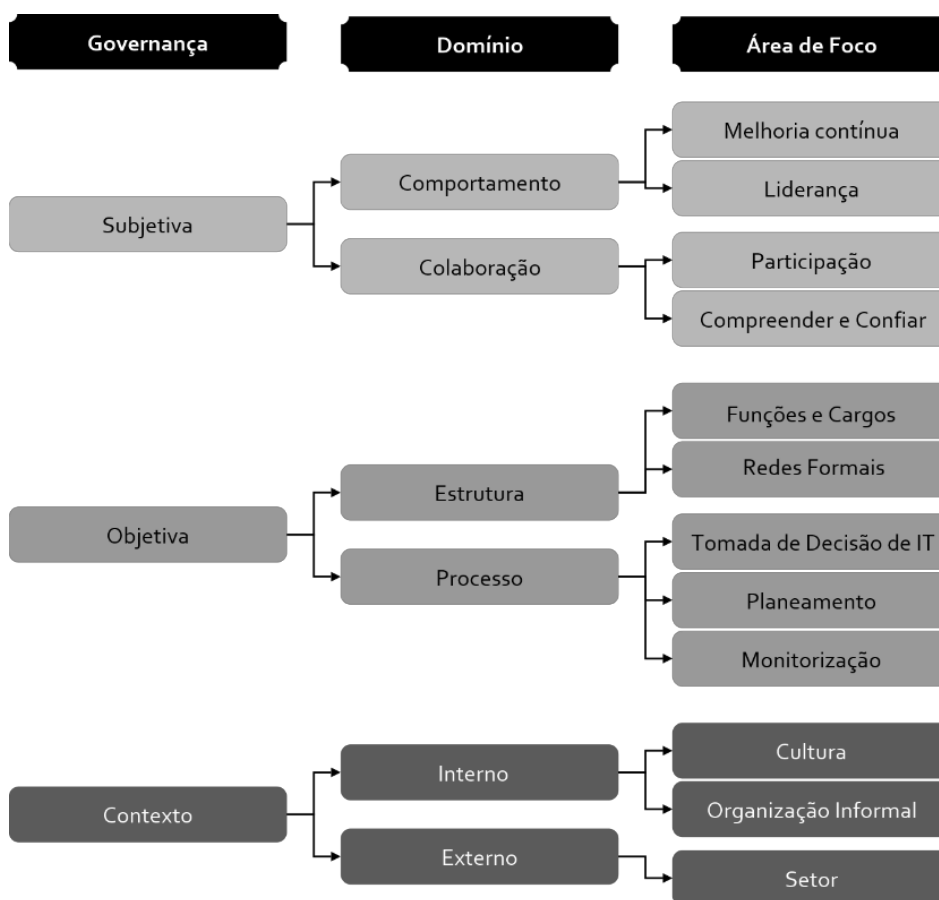 Governança
Domínio
Área de Foco
Subjetiva
Comportamento
Melhoria contínua
Liderança
Colaboração
Participação
Compreender e Confiar
Objetiva
Estrutura
Funções e Cargos
Redes Formais
Processo
Tomada de Decisão de IT
Planeamento
Monitorização
Contexto
Interno
Cultura
Organização Informal
Externo
Setor